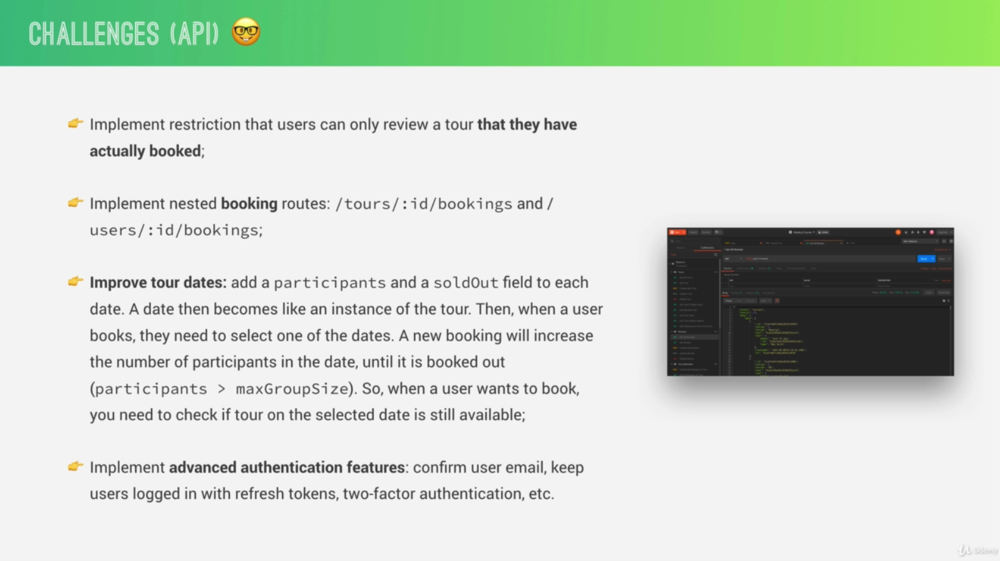 CHALLENGES (API) 🤓
👉 Implement restriction that users can only review a tour that they have
actually booked;
👉 Implement nested booking routes: /tours/:id/bookings and /
users/:id/bookings;
👉 Improve tour dates: add a participants and a soldOut field to each
date. A date then becomes like an instance of the tour. Then, when a user
books, they need to select one of the dates. A new booking will increase
the number of participants in the date, until it is booked out
(participants > maxGroupSize). So, when a user wants to book,
you need to check if tour on the selected date is still available;
👉 Implement advanced authentication features: confirm user email, keep
users logged in with refresh tokens, two-factor authentication, etc.
Collections
Send
Udemy